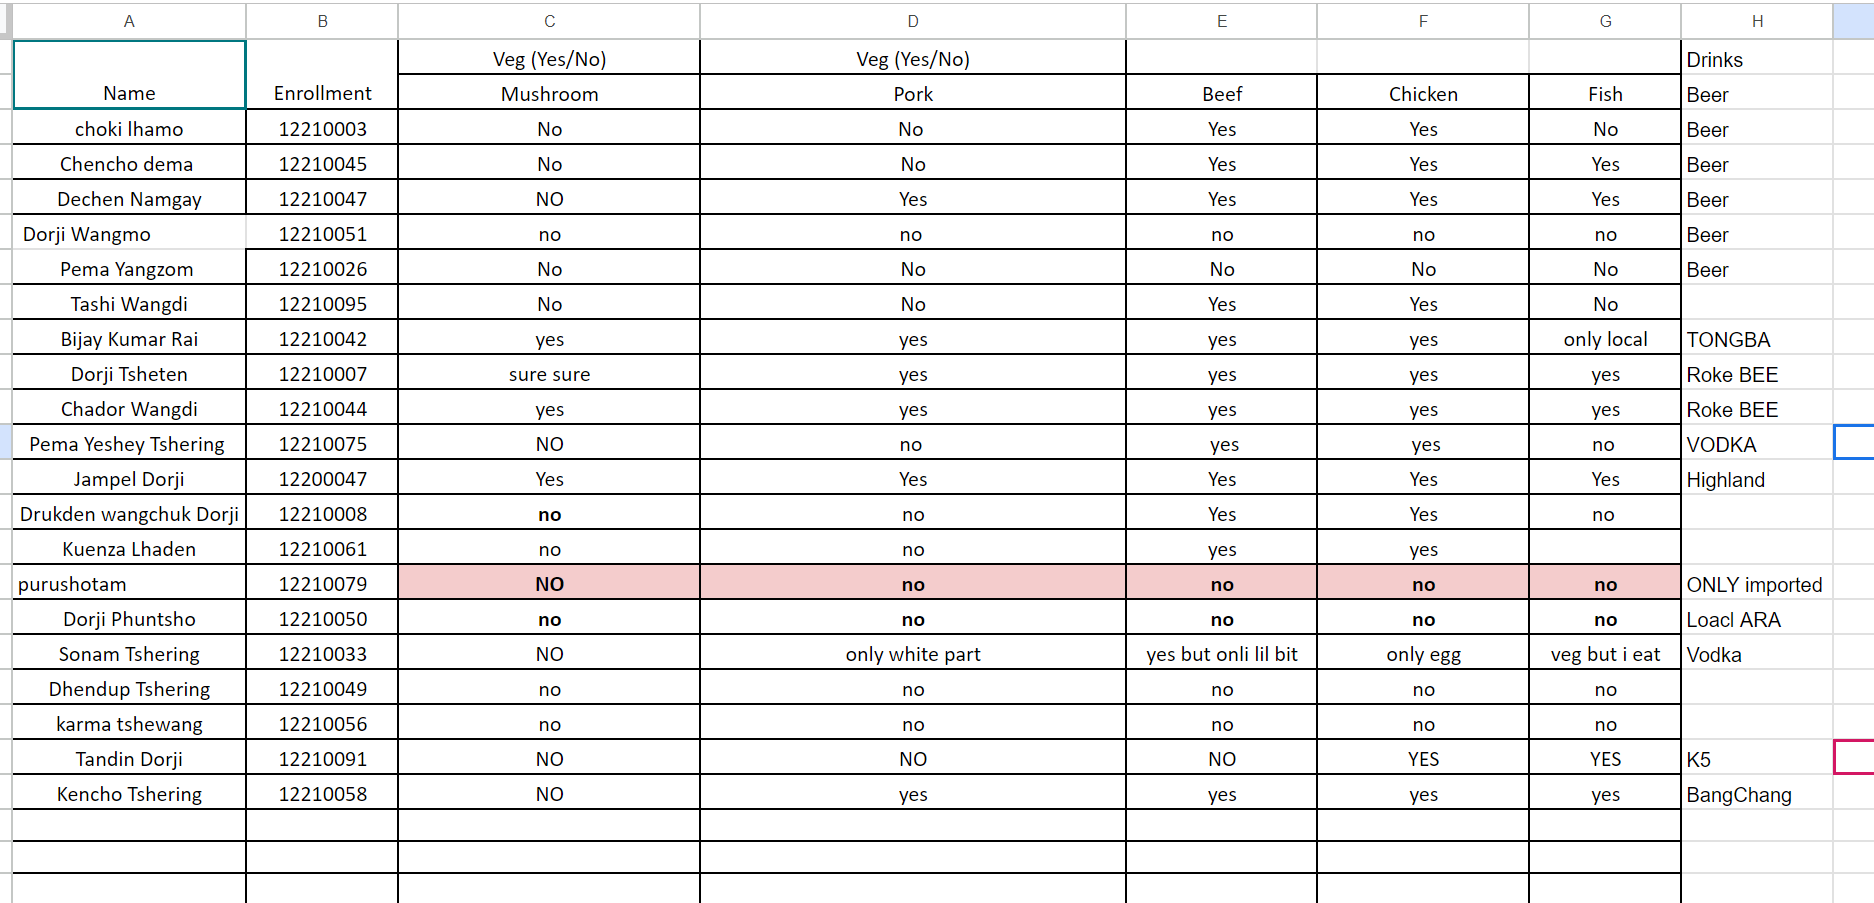 A B C D E F G H
Veg (Yes/No) Veg (Yes/No) Drinks
Name Enrollment Mushroom Pork Beef Chicken Fish Beer
choki lhamo 12210003 No No Yes Yes No Beer
Chencho dema 12210045 No No Yes Yes Yes Beer
Dechen Namgay 12210047 NO Yes Yes Yes Yes Beer
Dorji Wangmo 12210051 no no no no no Beer
Pema Yangzom 12210026 No No No No No Beer
Tashi Wangdi 12210095 No No Yes Yes No
Bijay Kumar Rai 12210042 yes yes yes yes only local TONGBA
Dorji Tsheten 12210007 sure sure yes yes yes yes Roke BEE
Chador Wangdi 12210044 yes yes yes yes yes Roke BEE
Pema Yeshey Tshering 12210075 NO no yes yes no VODKA
Jampel Dorji 12200047 Yes Yes Yes Yes Yes Highland
Drukden wangchuk Dorji 12210008 no no Yes Yes no
Kuenza Lhaden 12210061 no no yes yes
purushotam 12210079 NO no no no no ONLY imported
Dorji Phuntsho 12210050 no no no no no Loacl ARA
Sonam Tshering 12210033 NO only white part yes but onli lil bit only egg veg but i eat Vodka
Dhendup Tshering 12210049 no no no no no
karma tshewang 12210056 no no no no no
Tandin Dorji 12210091 NO NO NO YES YES K5
Kencho Tshering 12210058 NO yes yes yes yes BangChang